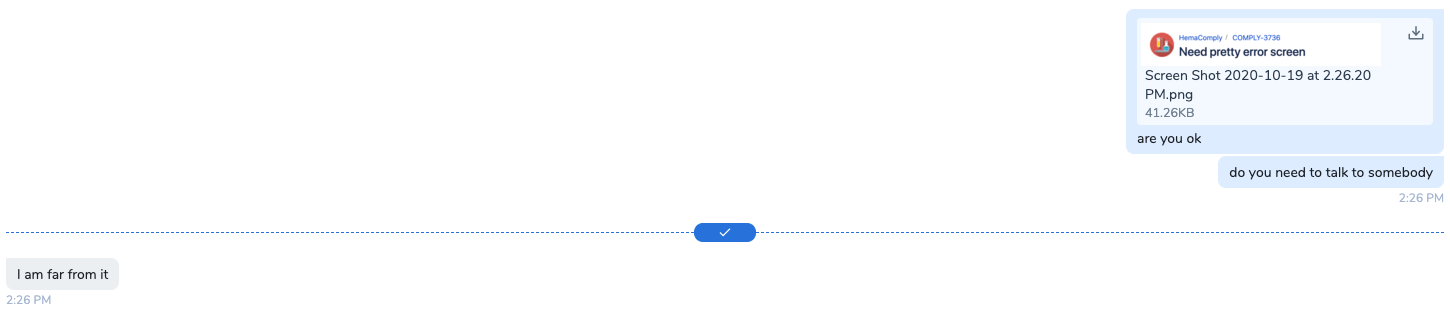 HemaComply / COMPLY-3736
Need pretty error screen
Screen Shot 2020-10-19 at 2.26.20
PM.png
41.26KB
are you ok
do you need to talk to somebody
2:26 PM
I am far from it
2:26 PM